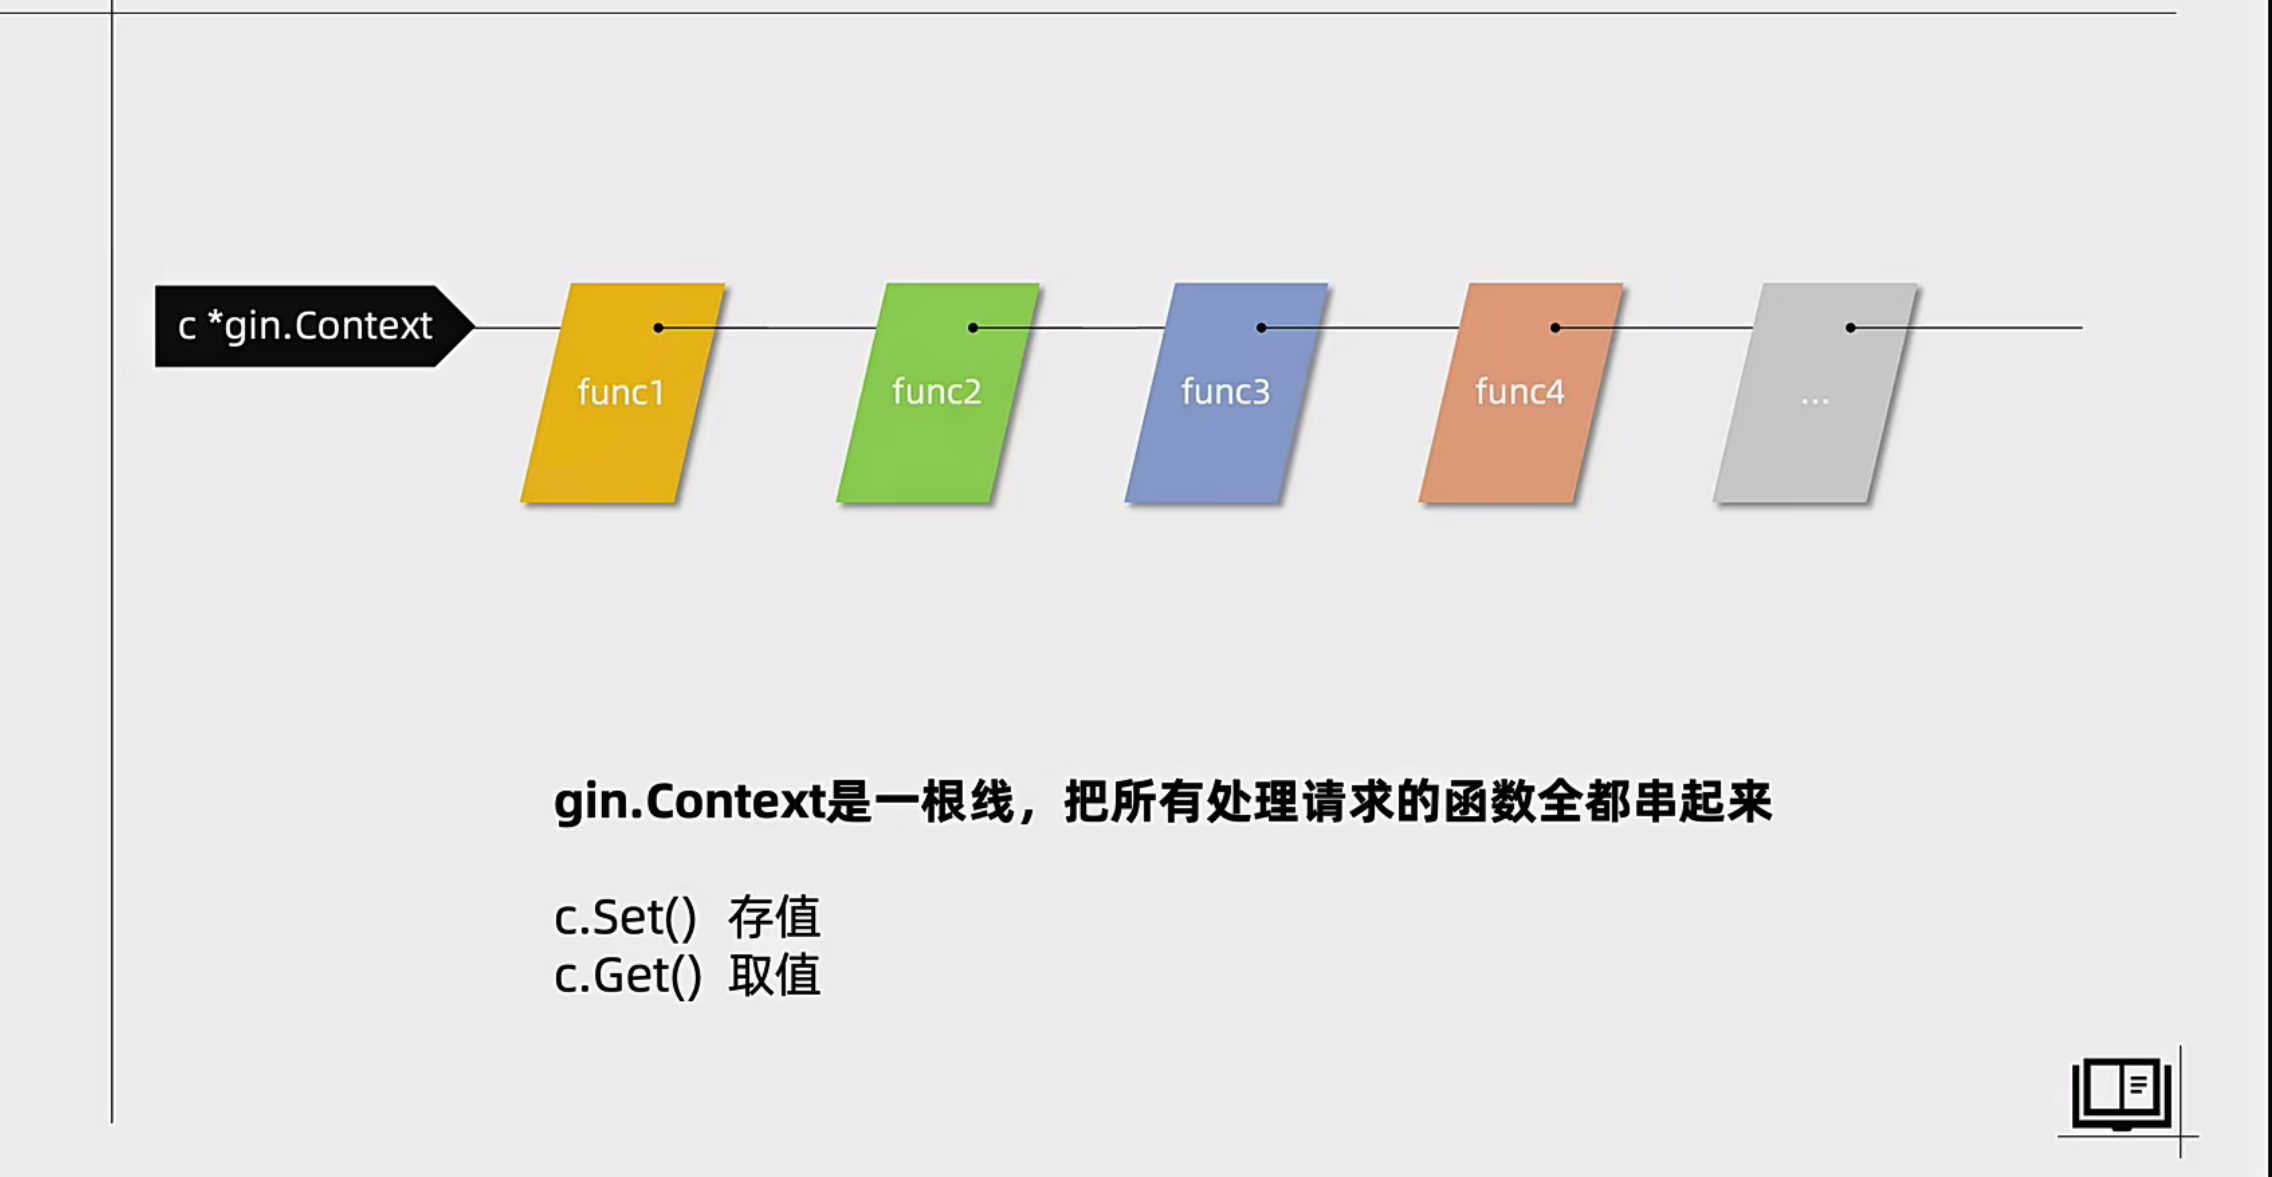 c *gin.Context
func1
func2
func3
func4
...
gin.Context是一根线，把所有处理请求的函数全都串起来
c.Set() 存值
c.Get() 取值